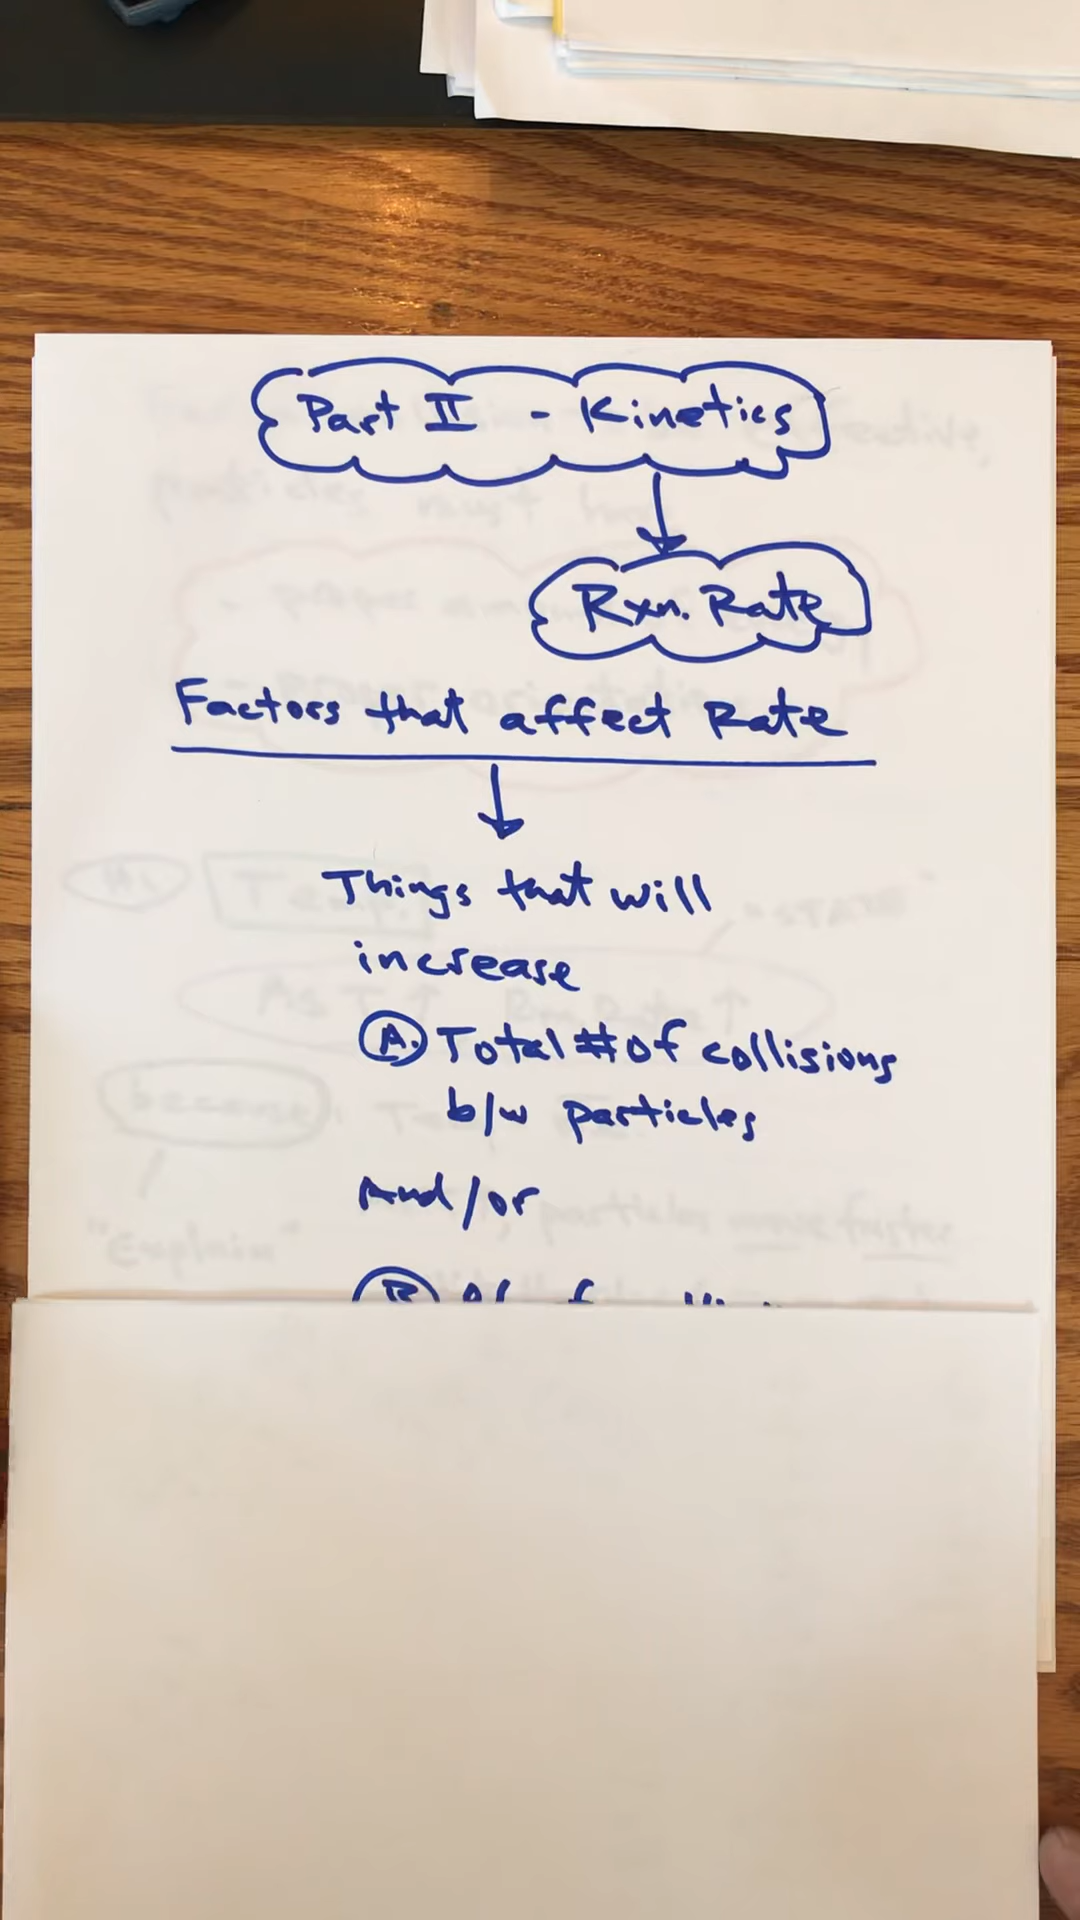 Part II - Kinetics
Rxn. Rate
Factors that affect Rate
Things that will
increase
A. Total # of collisions
b/w particles
And/or